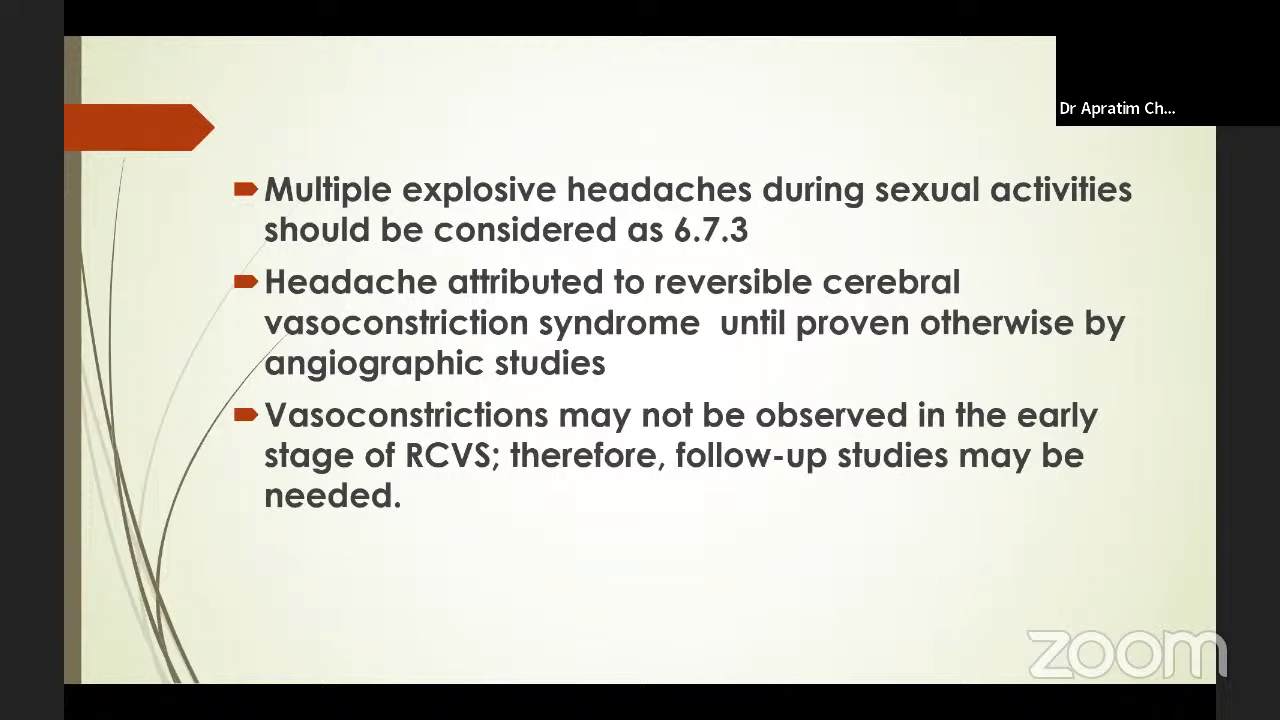 Dr Apratim Ch...
Multiple explosive headaches during sexual activities
should be considered as 6.7.3
Headache attributed to reversible cerebral
vasoconstriction syndrome  until proven otherwise by
angiographic studies
Vasoconstrictions may not be observed in the early
stage of RCVS; therefore, follow-up studies may be
needed.
zoom